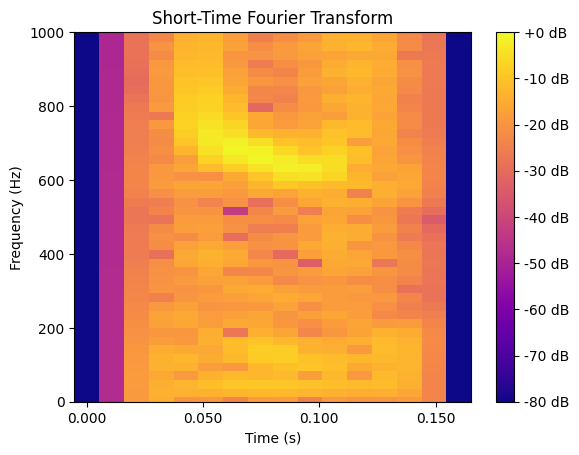 Short-Time Fourier Transform
Frequency (Hz)
1000
800
600
400
200
0
0.000
0.050
0.100
0.150
Time (s)
+0 dB
-10 dB
-20 dB
-30 dB
-40 dB
-50 dB
-60 dB
-70 dB
-80 dB